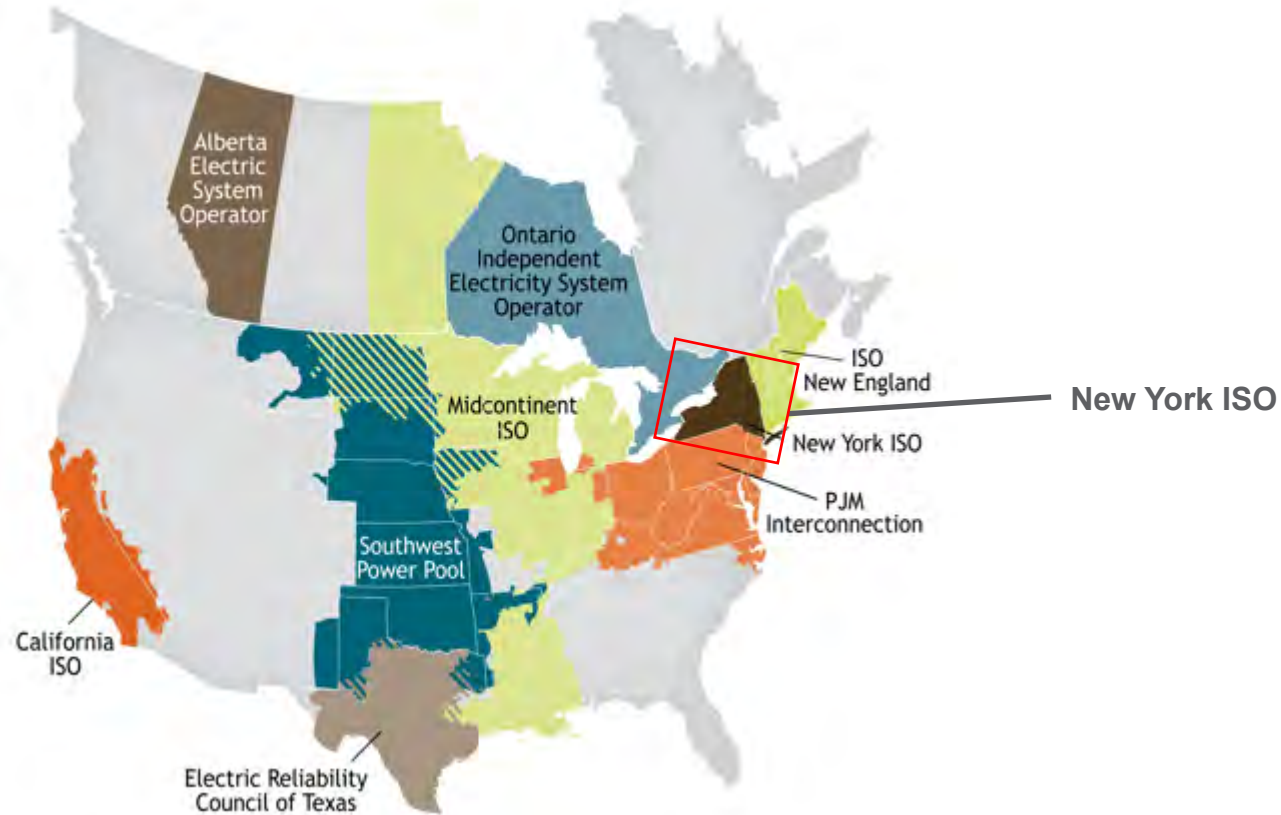 Alberta
Electric
System
Operator
Ontario
Independent
Electricity System
Operator
ISO
New England
New York ISO
Midcontinent
ISO
New York ISO
PJM
Interconnection
Southwest
Power Pool
California
ISO
Electric Reliability
Council of Texas